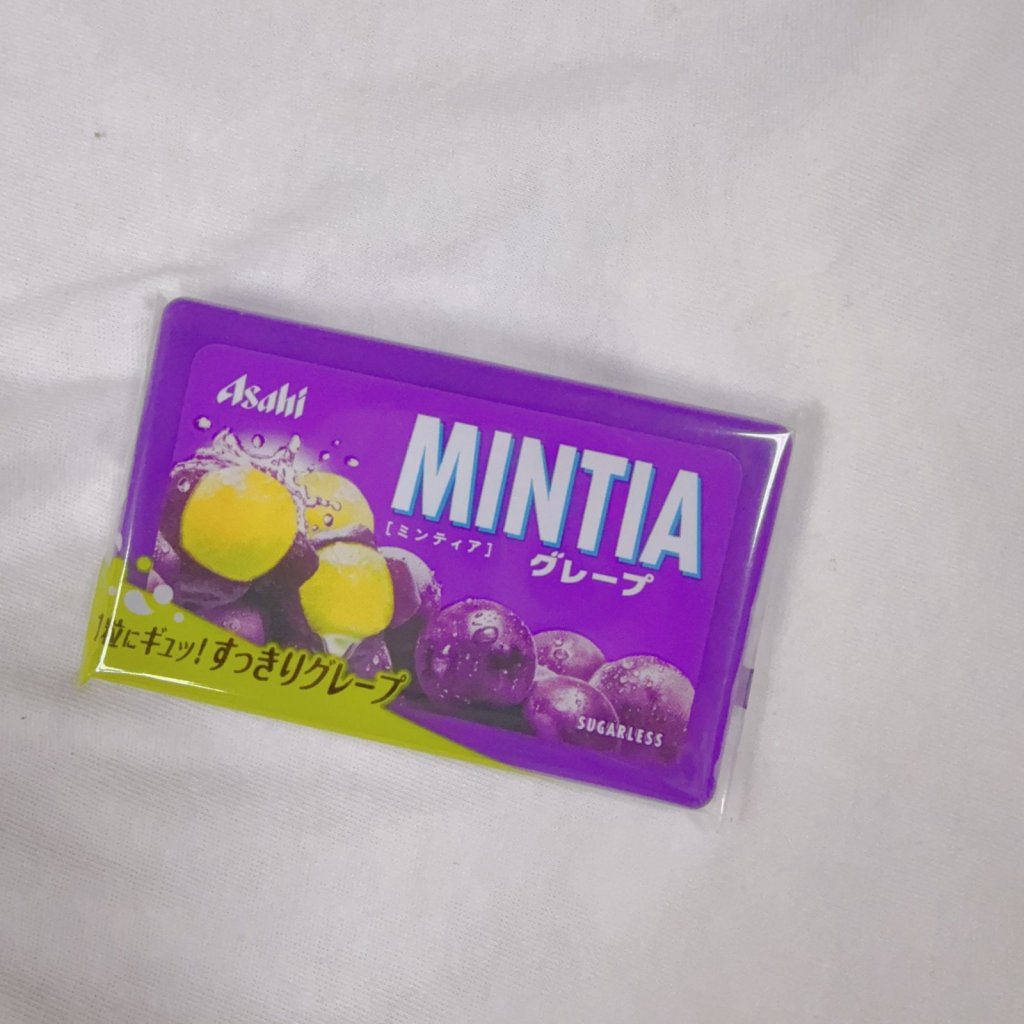 Asahi
MINTIA
[ミンティア]
グレープ
1粒にギュッ!すっきりグレープ
SUGARLESS